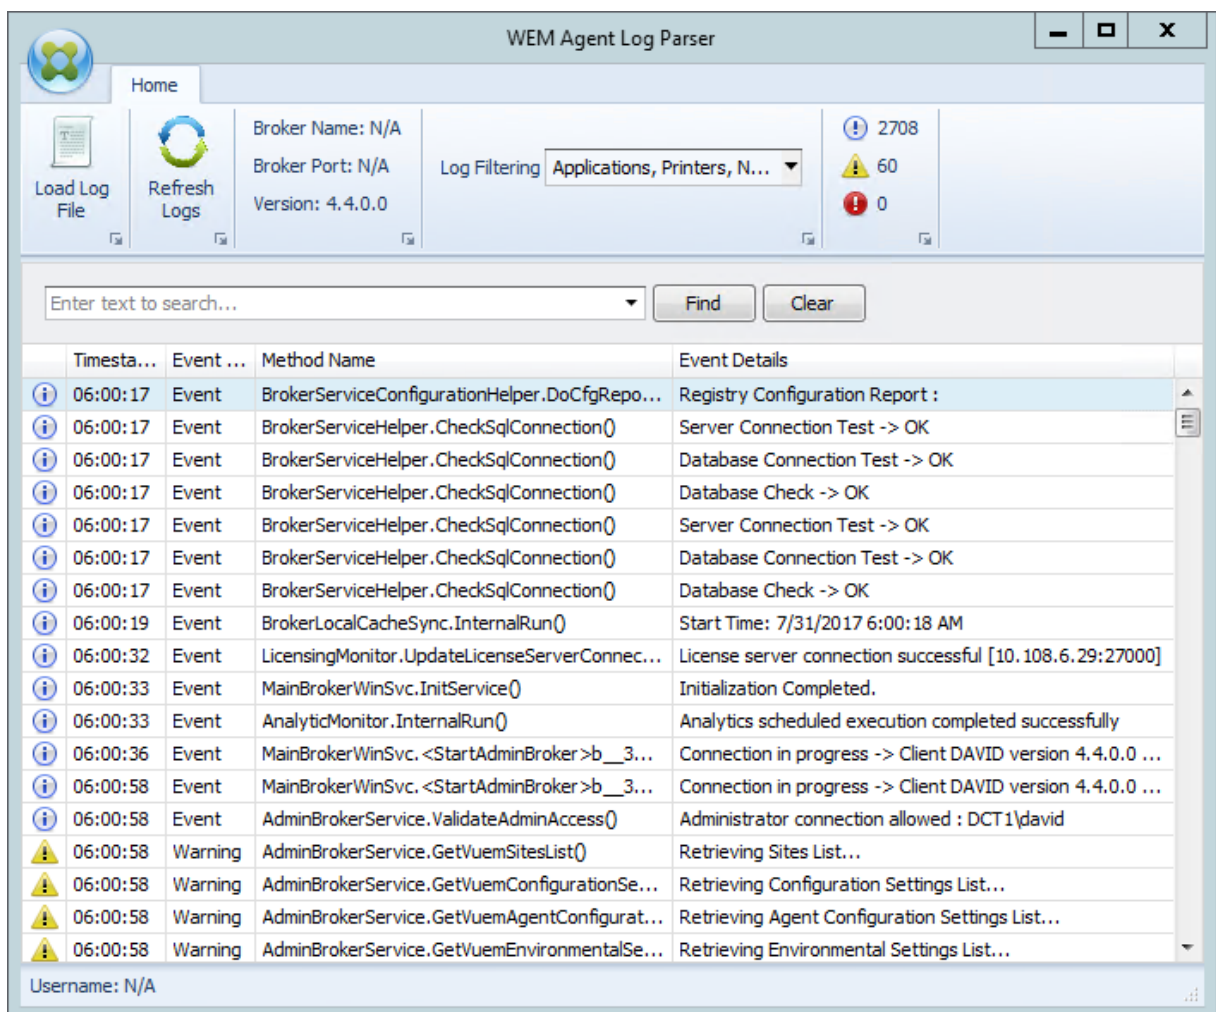 WEM Agent Log Parser
Home
Load Log
File
Refresh
Logs
Broker Name: N/A
Broker Port: N/A
Version: 4.4.0.0
Log Filtering Applications, Printers, N...
2708
60
0
Enter text to search...
Find Clear
Timesta... Event ... Method Name Event Details
06:00:17 Event BrokerServiceConfigurationHelper.DoCfgRepo... Registry Configuration Report :
06:00:17 Event BrokerServiceHelper.CheckSqlConnection() Server Connection Test -> OK
06:00:17 Event BrokerServiceHelper.CheckSqlConnection() Database Connection Test -> OK
06:00:17 Event BrokerServiceHelper.CheckSqlConnection() Database Check -> OK
06:00:17 Event BrokerServiceHelper.CheckSqlConnection() Server Connection Test -> OK
06:00:17 Event BrokerServiceHelper.CheckSqlConnection() Database Connection Test -> OK
06:00:17 Event BrokerServiceHelper.CheckSqlConnection() Database Check -> OK
06:00:19 Event BrokerLocalCacheSync.InternalRun() Start Time: 7/31/2017 6:00:18 AM
06:00:32 Event LicensingMonitor.UpdateLicenseServerConnec... License server connection successful [10.108.6.29:27000]
06:00:33 Event MainBrokerWinSvc.InitService() Initialization Completed.
06:00:33 Event AnalyticMonitor.InternalRun() Analytics scheduled execution completed successfully
06:00:36 Event MainBrokerWinSvc.<StartAdminBroker>b__3... Connection in progress -> Client DAVID version 4.4.0.0 ...
06:00:58 Event MainBrokerWinSvc.<StartAdminBroker>b__3... Connection in progress -> Client DAVID version 4.4.0.0 ...
06:00:58 Event AdminBrokerService.ValidateAdminAccess() Administrator connection allowed : DCT1\david
06:00:58 Warning AdminBrokerService.GetVuemSitesList() Retrieving Sites List...
06:00:58 Warning AdminBrokerService.GetVuemConfigurationSe... Retrieving Configuration Settings List...
06:00:58 Warning AdminBrokerService.GetVuemAgentConfigurat... Retrieving Agent Configuration Settings List...
06:00:58 Warning AdminBrokerService.GetVuemEnvironmentalSe... Retrieving Environmental Settings List...
Username: N/A